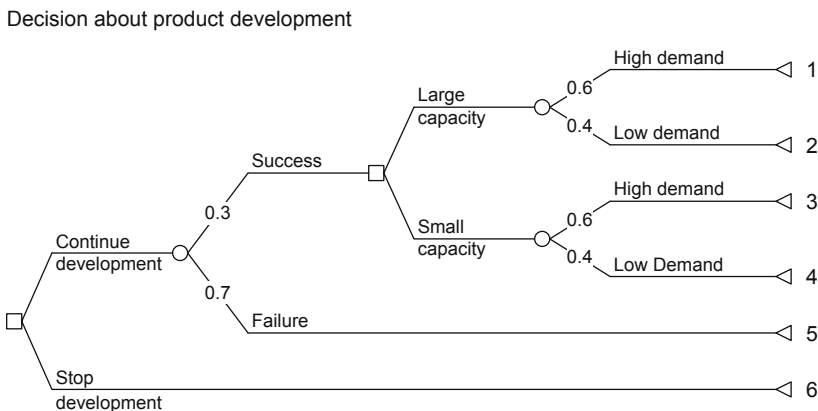 Decision about product development
High demand
1
0.6
Large
capacity
0.4
Low demand
2
Success
High demand
3
0.3
0.6
Small
capacity
0.4
Low Demand
4
Continue
development
0.7
Failure
5
Stop
development
6